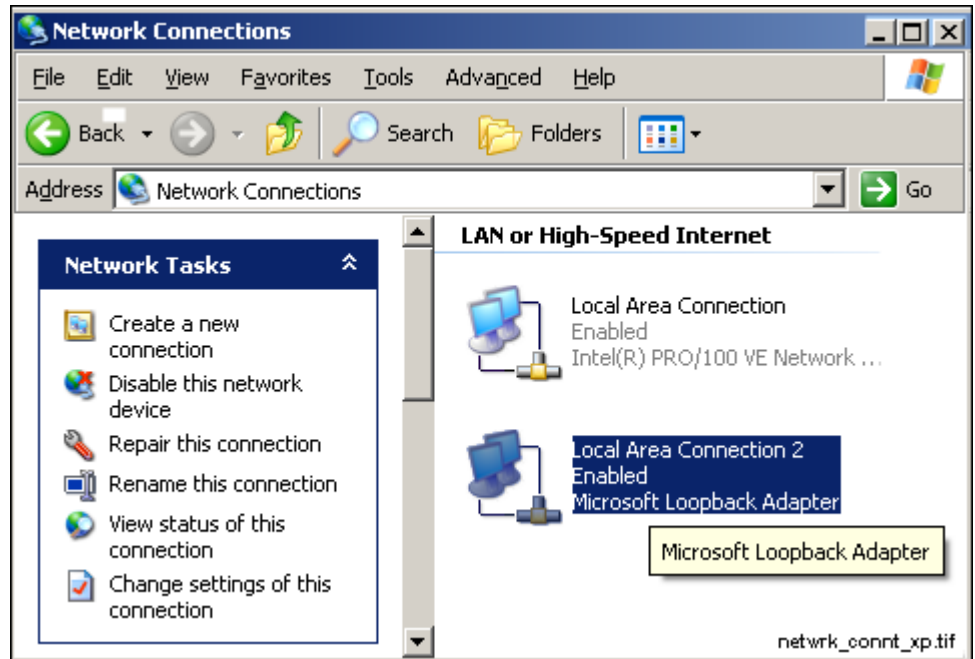 Network Connections
File Edit View Favorites Tools Advanced Help
Back Search Folders
Address Network Connections Go
Network Tasks
Create a new
connection
Disable this network
device
Repair this connection
Rename this connection
View status of this
connection
Change settings of this
connection
LAN or High-Speed Internet
Local Area Connection
Enabled
Intel(R) PRO/100 VE Network ...
Local Area Connection 2
Enabled
Microsoft Loopback Adapter
Microsoft Loopback Adapter
netwrk_connt_xp.tif